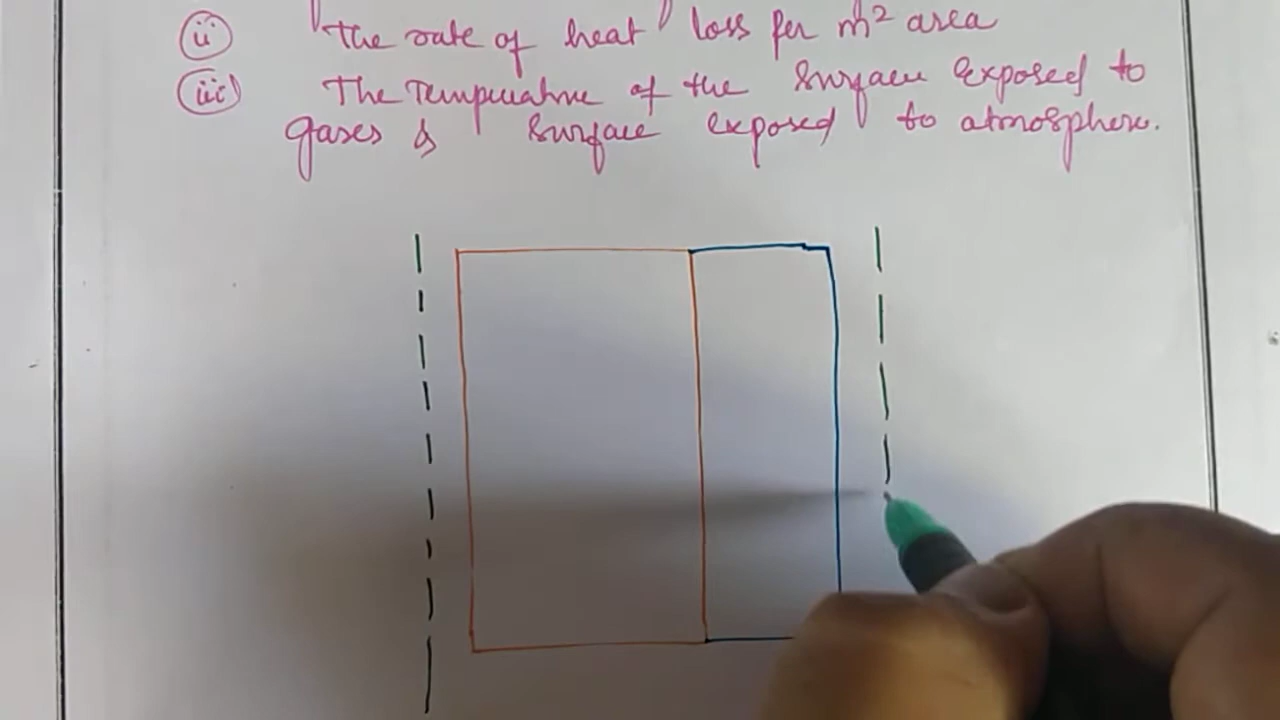 (ii) The rate of heat loss per m² area
(iii) The Temperature of the Surface Exposed to
gases & Surface exposed to atmosphere.